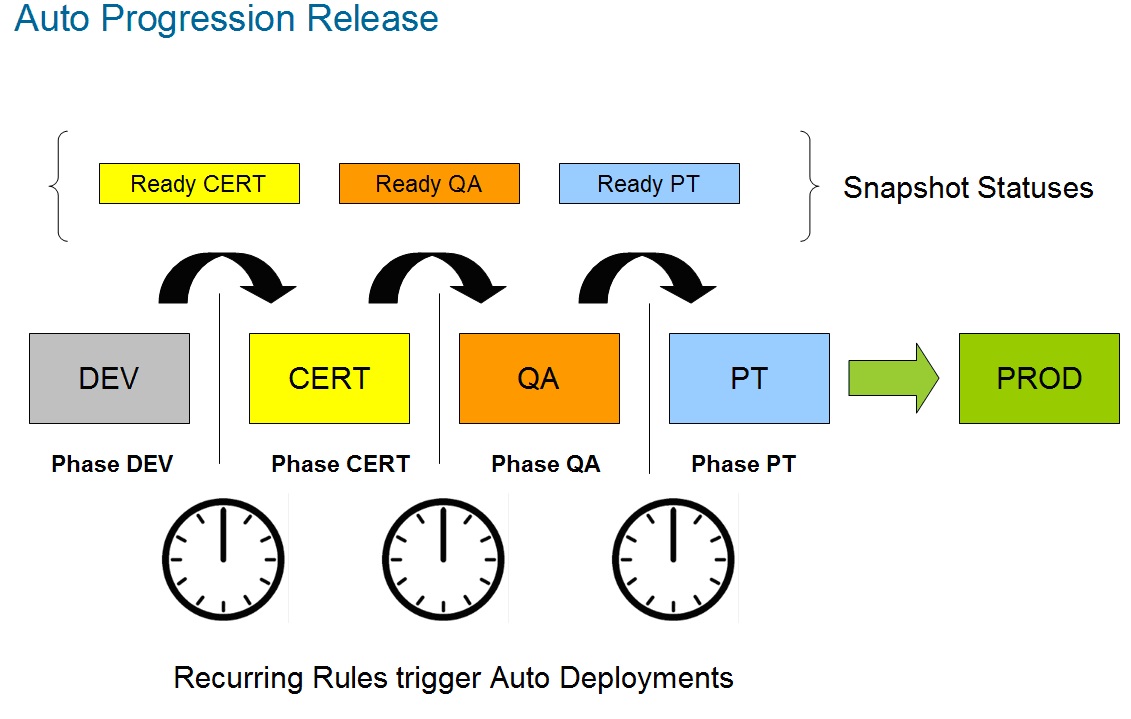 Auto Progression Release
Ready CERT
Ready QA
Ready PT
Snapshot Statuses
DEV
CERT
QA
PT
PROD
Phase DEV
Phase CERT
Phase QA
Phase PT
Recurring Rules trigger Auto Deployments